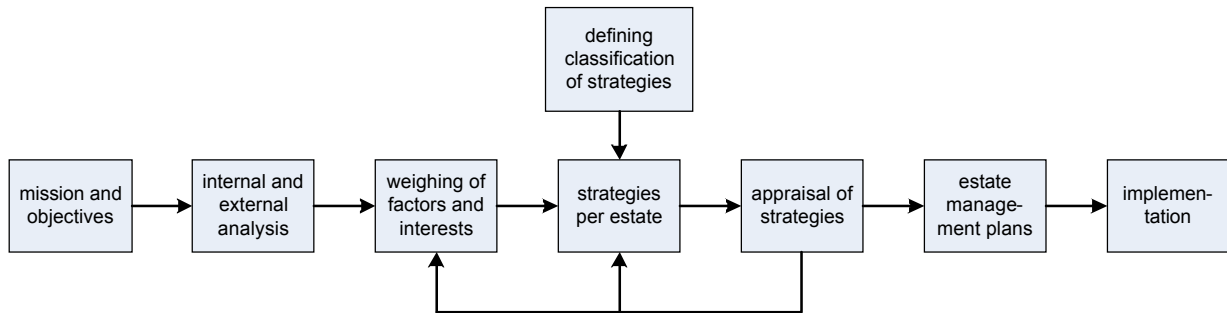 defining
classification
of strategies
mission and
objectives
internal and
external
analysis
weighing of
factors and
interests
strategies
per estate
appraisal of
strategies
estate
manage-
ment plans
implemen-
tation